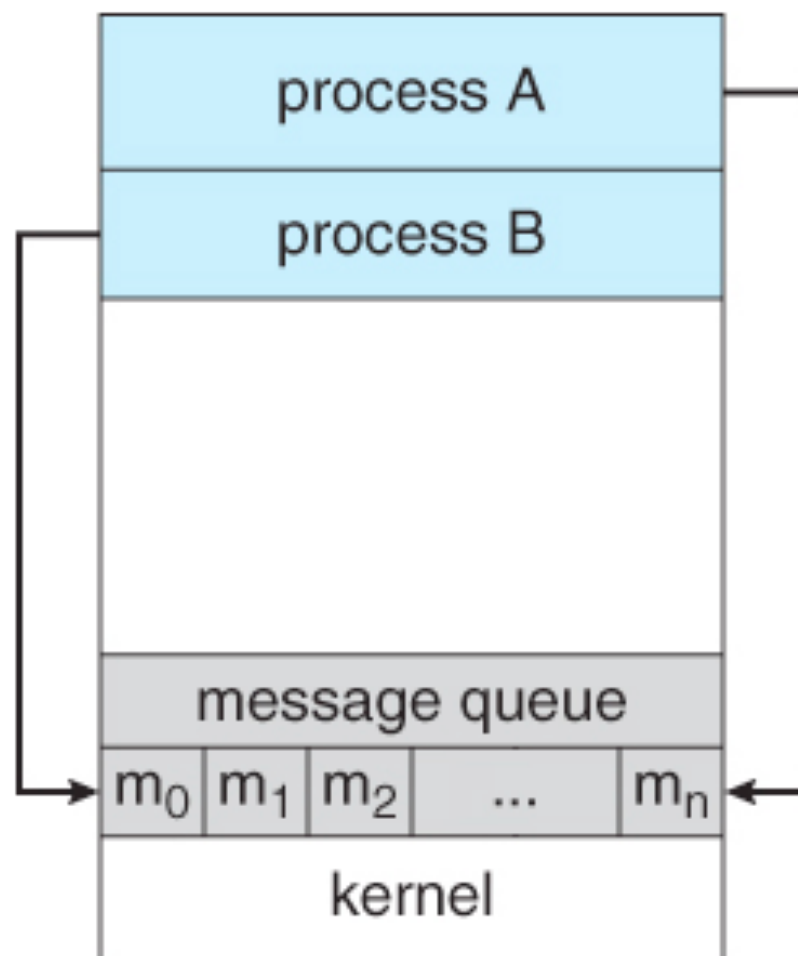 process A
process B
message queue
m0 m1 m2 ... mn
kernel